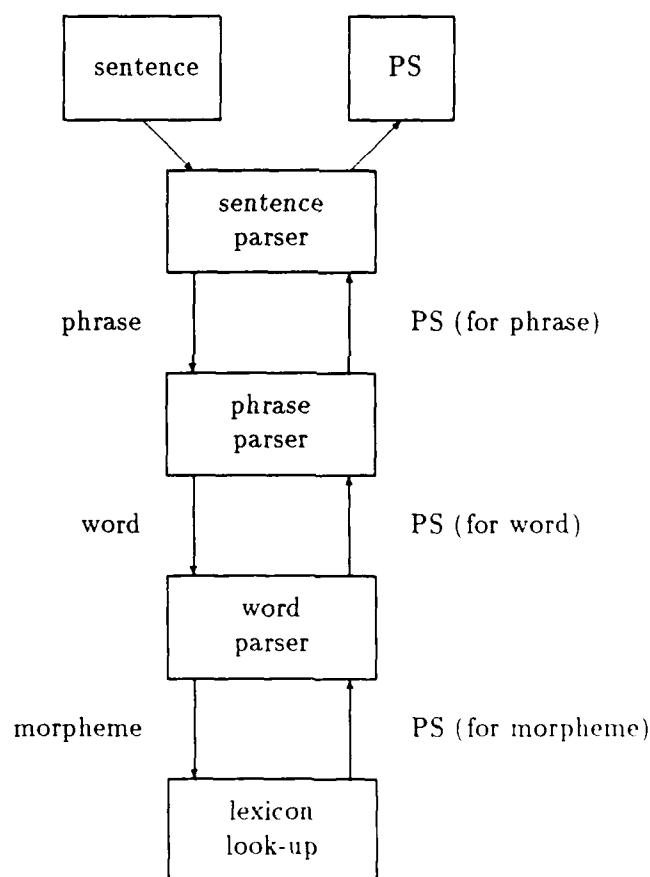 sentence
PS
sentence
parser
phrase
PS (for phrase)
phrase
parser
word
PS (for word)
word
parser
morpheme
PS (for morpheme)
lexicon
look-up